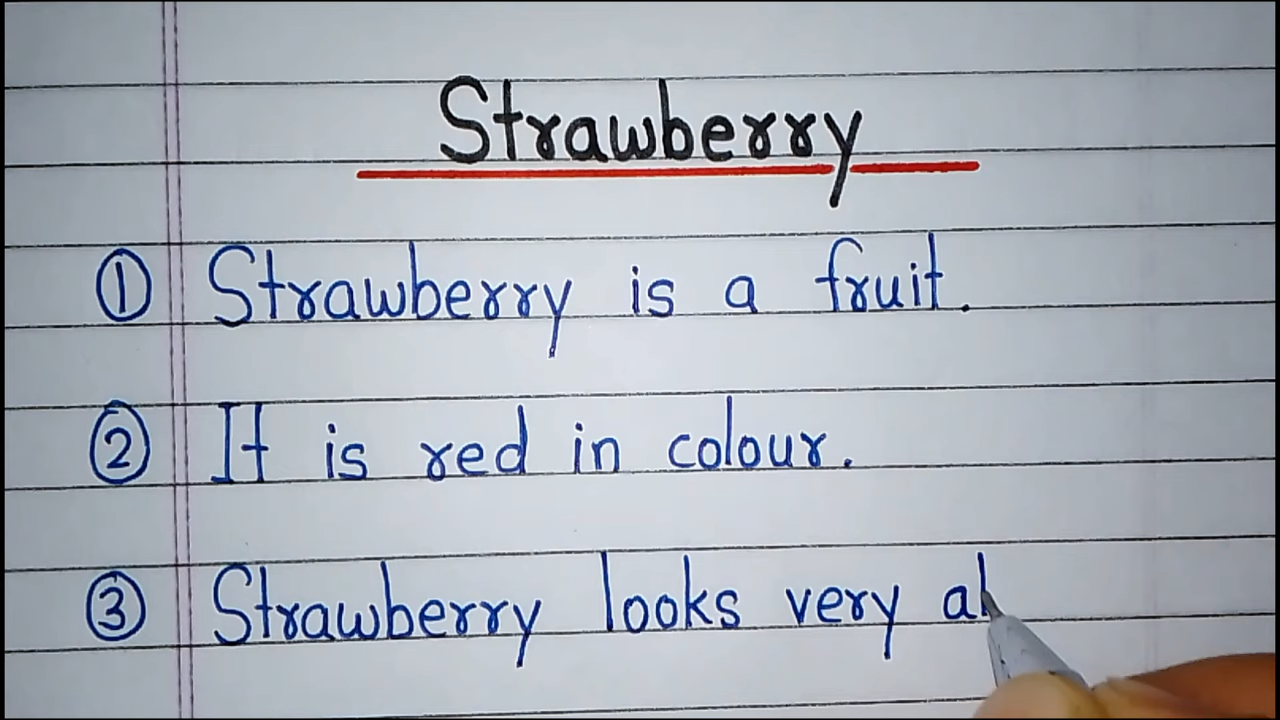 Strawberry
① Strawberry is a fruit.
② It is red in colour.
③ Strawberry looks very